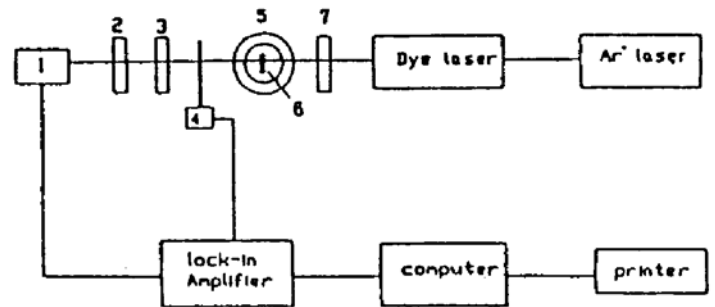 5
2
3
7
1
Dye laser
Ar⁺ laser
6
4
lock-in
Amplifier
computer
printer